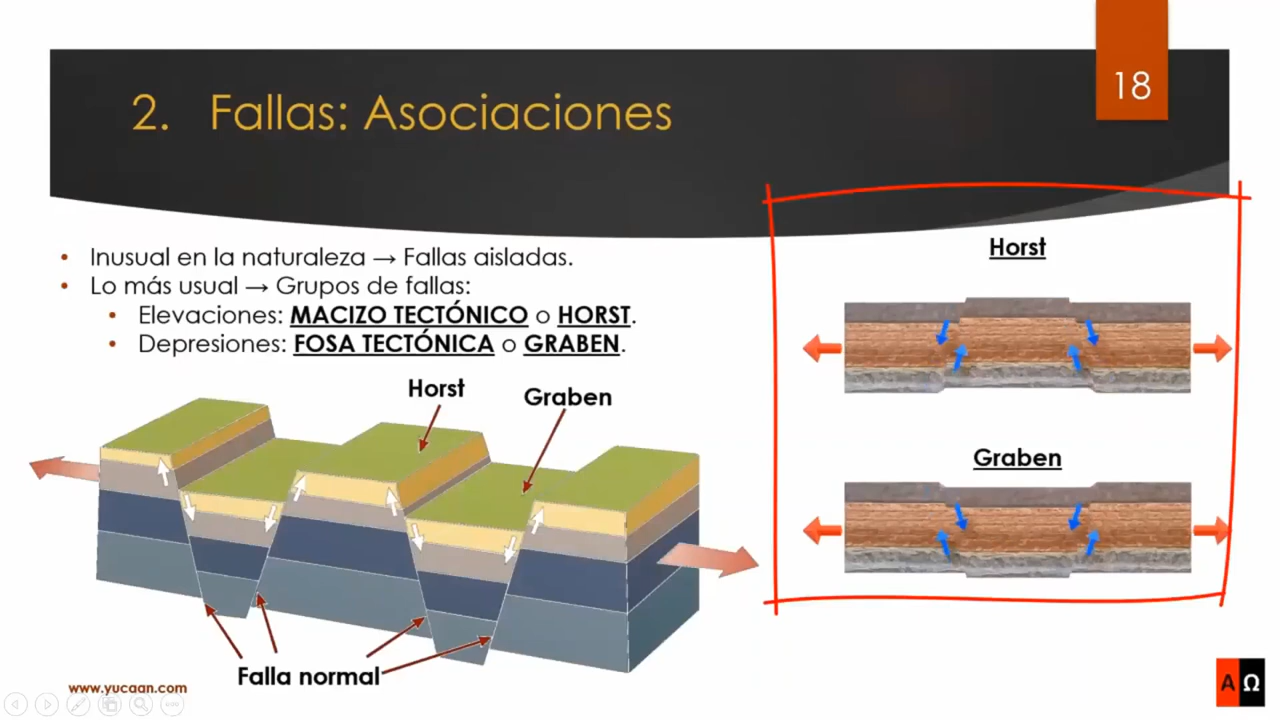 18
2. Fallas: Asociaciones
• Inusual en la naturaleza → Fallas aisladas.
• Lo más usual → Grupos de fallas:
• Elevaciones: MACIZO TECTÓNICO o HORST.
• Depresiones: FOSA TECTÓNICA o GRABEN.
Horst
Graben
Falla normal
www.yucaan.com
Horst
Graben
A Ω